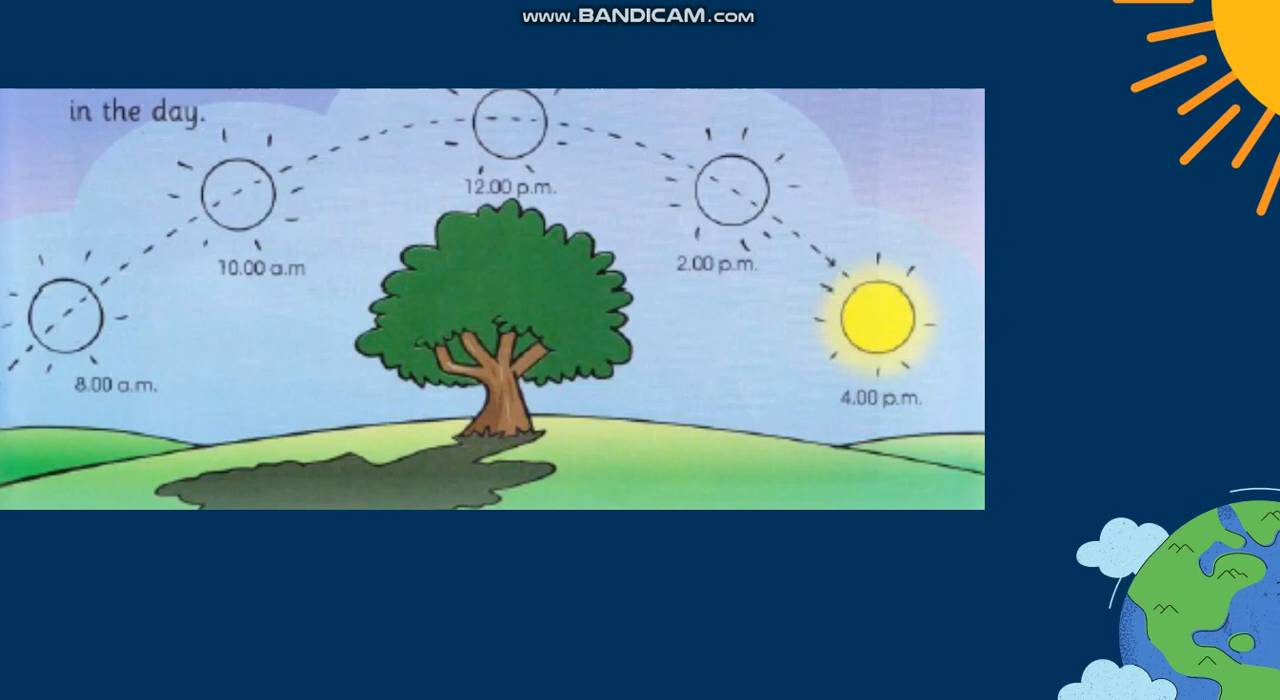 www.BANDICAM.com
in the day.
12.00 p.m.
10.00 a.m
2.00 p.m.
8.00 a.m.
4.00 p.m.